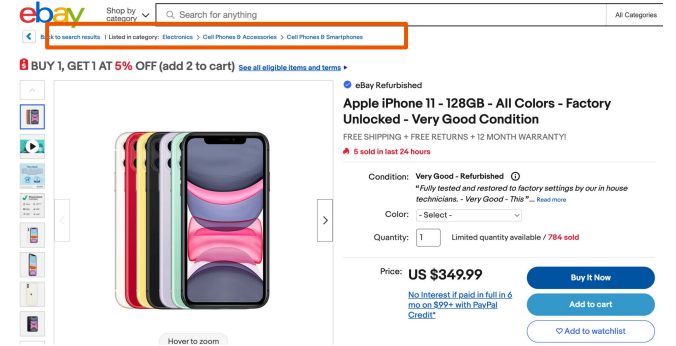 ebay
Shop by
category
Search for anything
All Categories
Back to search results | Listed in category: Electronics > Cell Phones & Accessories > Cell Phones & Smartphones
BUY 1, GET 1 AT 5% OFF (add 2 to cart) See all eligible items and terms ▸
eBay Refurbished
Apple iPhone 11 - 128GB - All Colors - Factory
Unlocked - Very Good Condition
FREE SHIPPING + FREE RETURNS + 12 MONTH WARRANTY!
5 sold in last 24 hours
Condition: Very Good - Refurbished
"Fully tested and restored to factory settings by our in house
technicians. - Very Good - This" ... Read more
Color: - Select -
Quantity: 1 Limited quantity available / 784 sold
Price: US $349.99
Buy It Now
No Interest if paid in full in 6
mo on $99+ with PayPal
Credit*
Add to cart
Add to watchlist
Hover to zoom